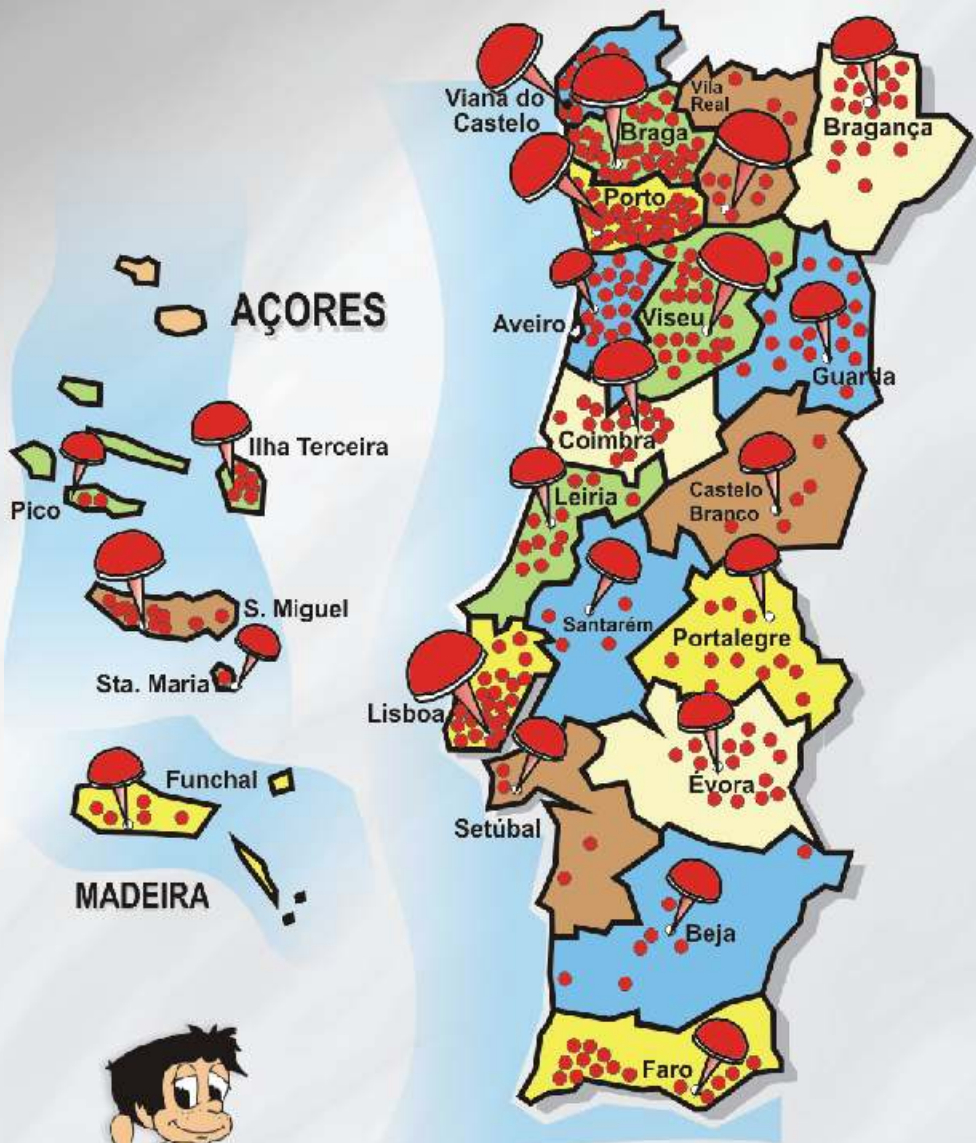 Viana do
Castelo
Braga
Vila
Real
Bragança
Porto
AÇORES
Aveiro
Viseu
Guarda
Ilha Terceira
Coimbra
Pico
Leiria
Castelo
Branco
S. Miguel
Santarém
Portalegre
Sta. Maria
Lisboa
Funchal
Évora
Setúbal
MADEIRA
Beja
Faro